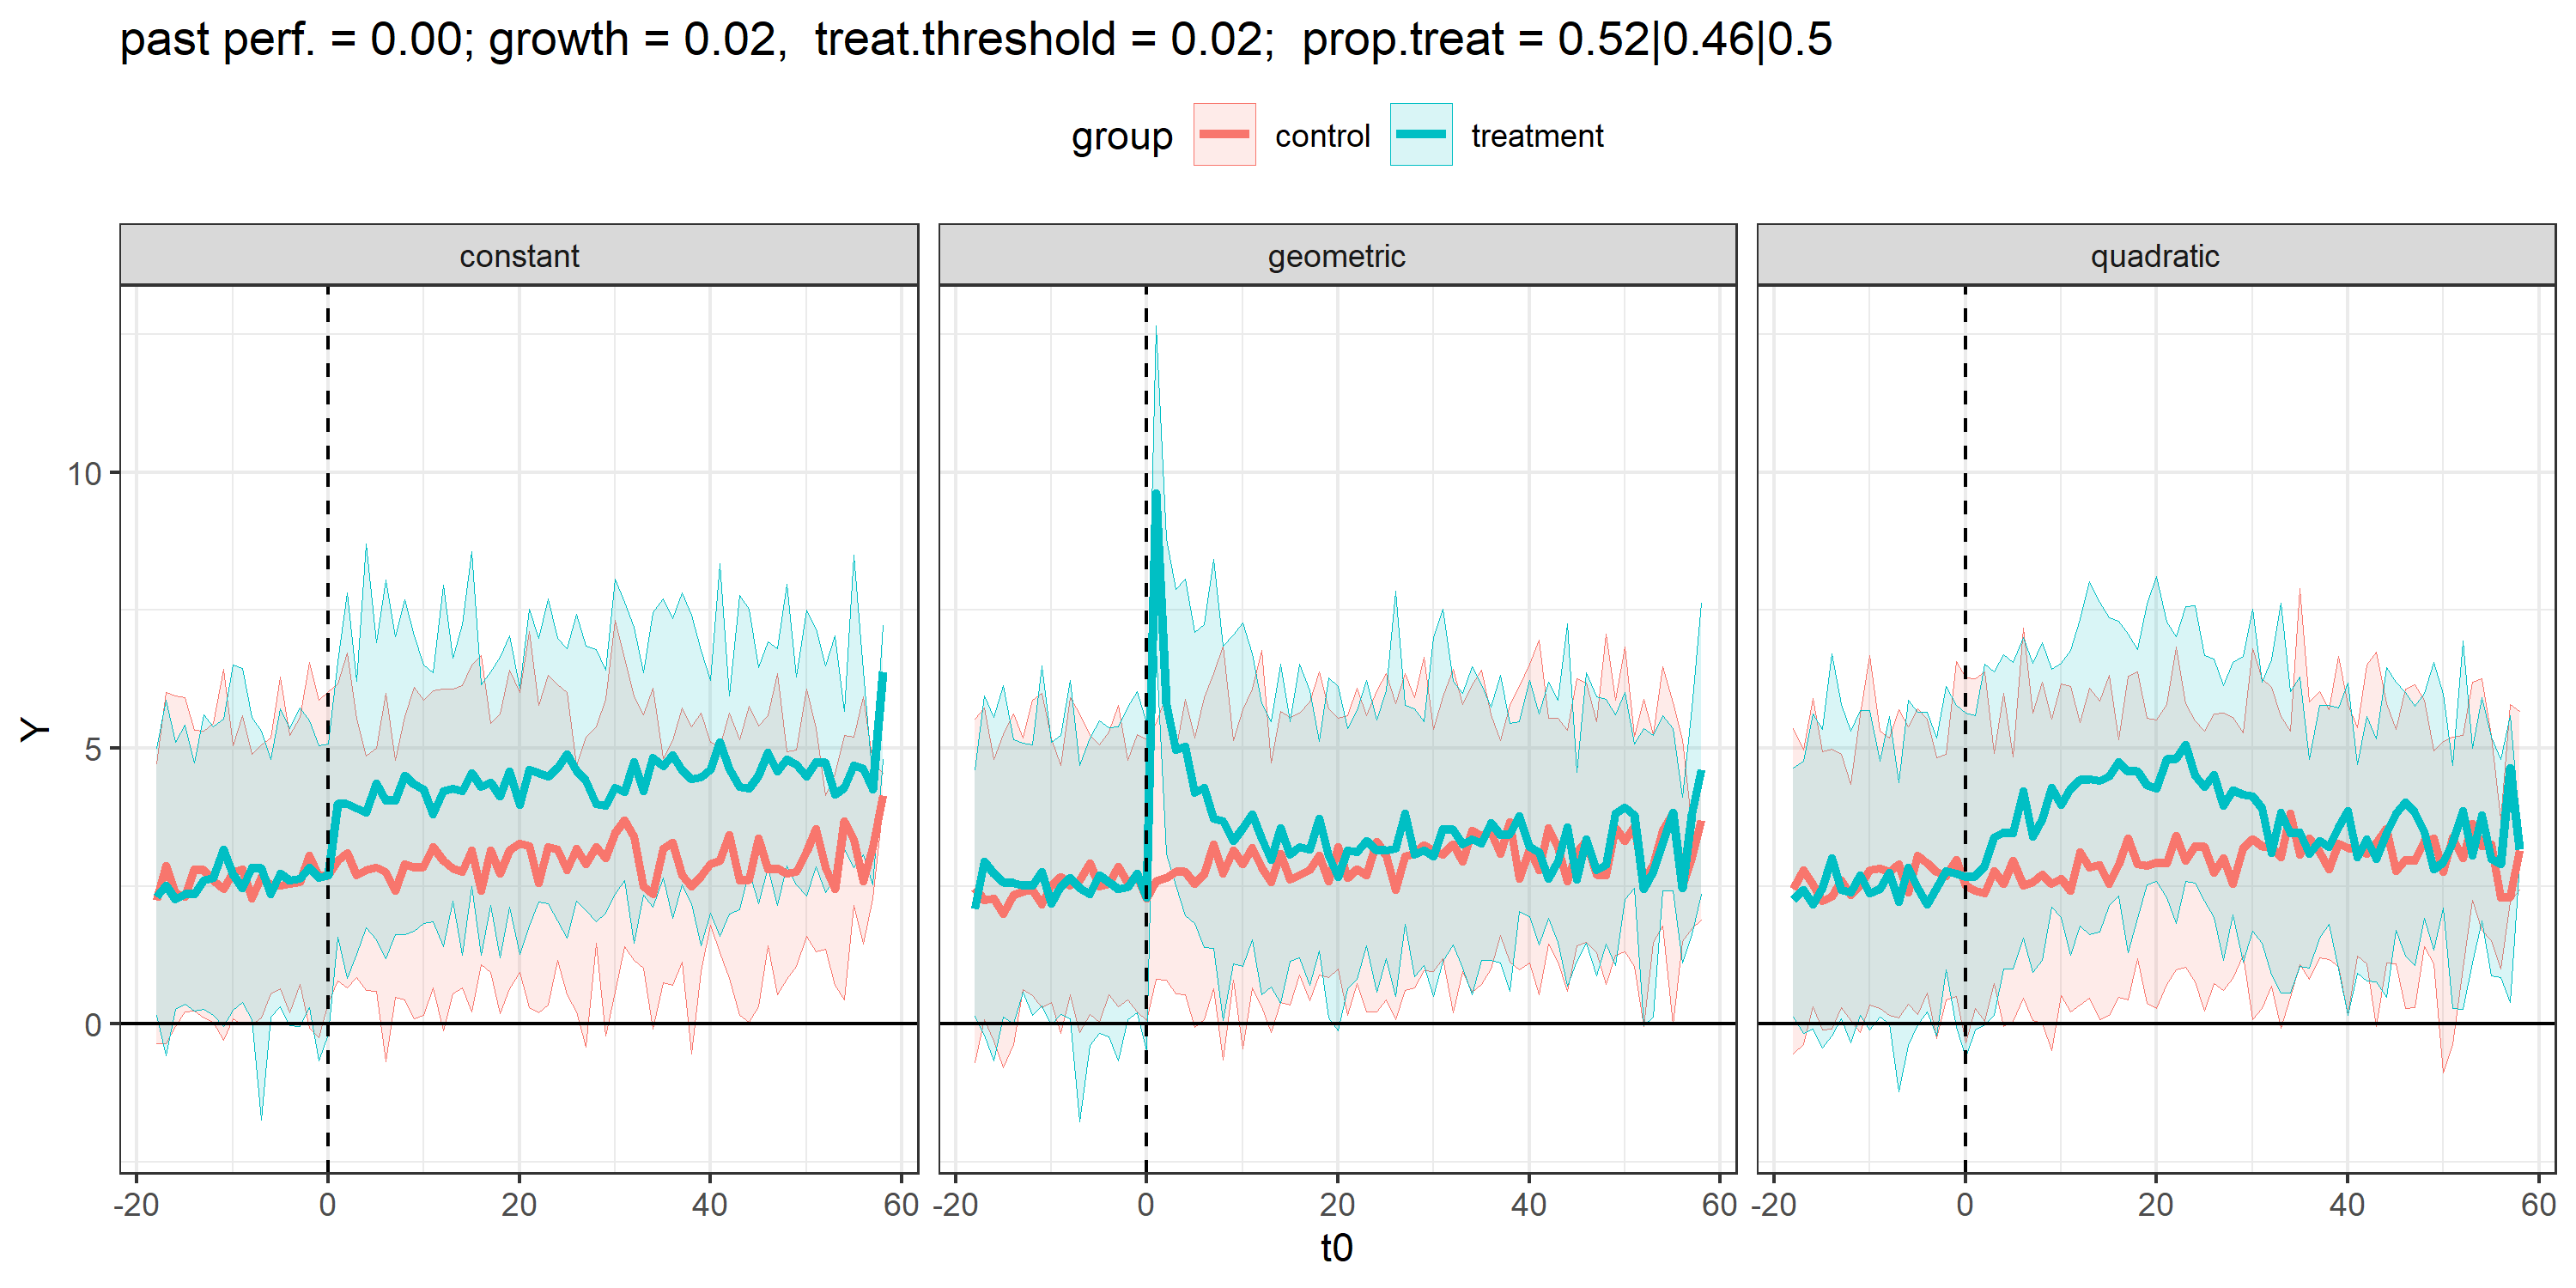 past perf. = 0.00; growth = 0.02,  treat.threshold = 0.02;  prop.treat = 0.52|0.46|0.5
group control treatment
constant geometric quadratic
10
5
0
Y
-20 0 20 40 60 -20 0 20 40 60 -20 0 20 40 60
t0